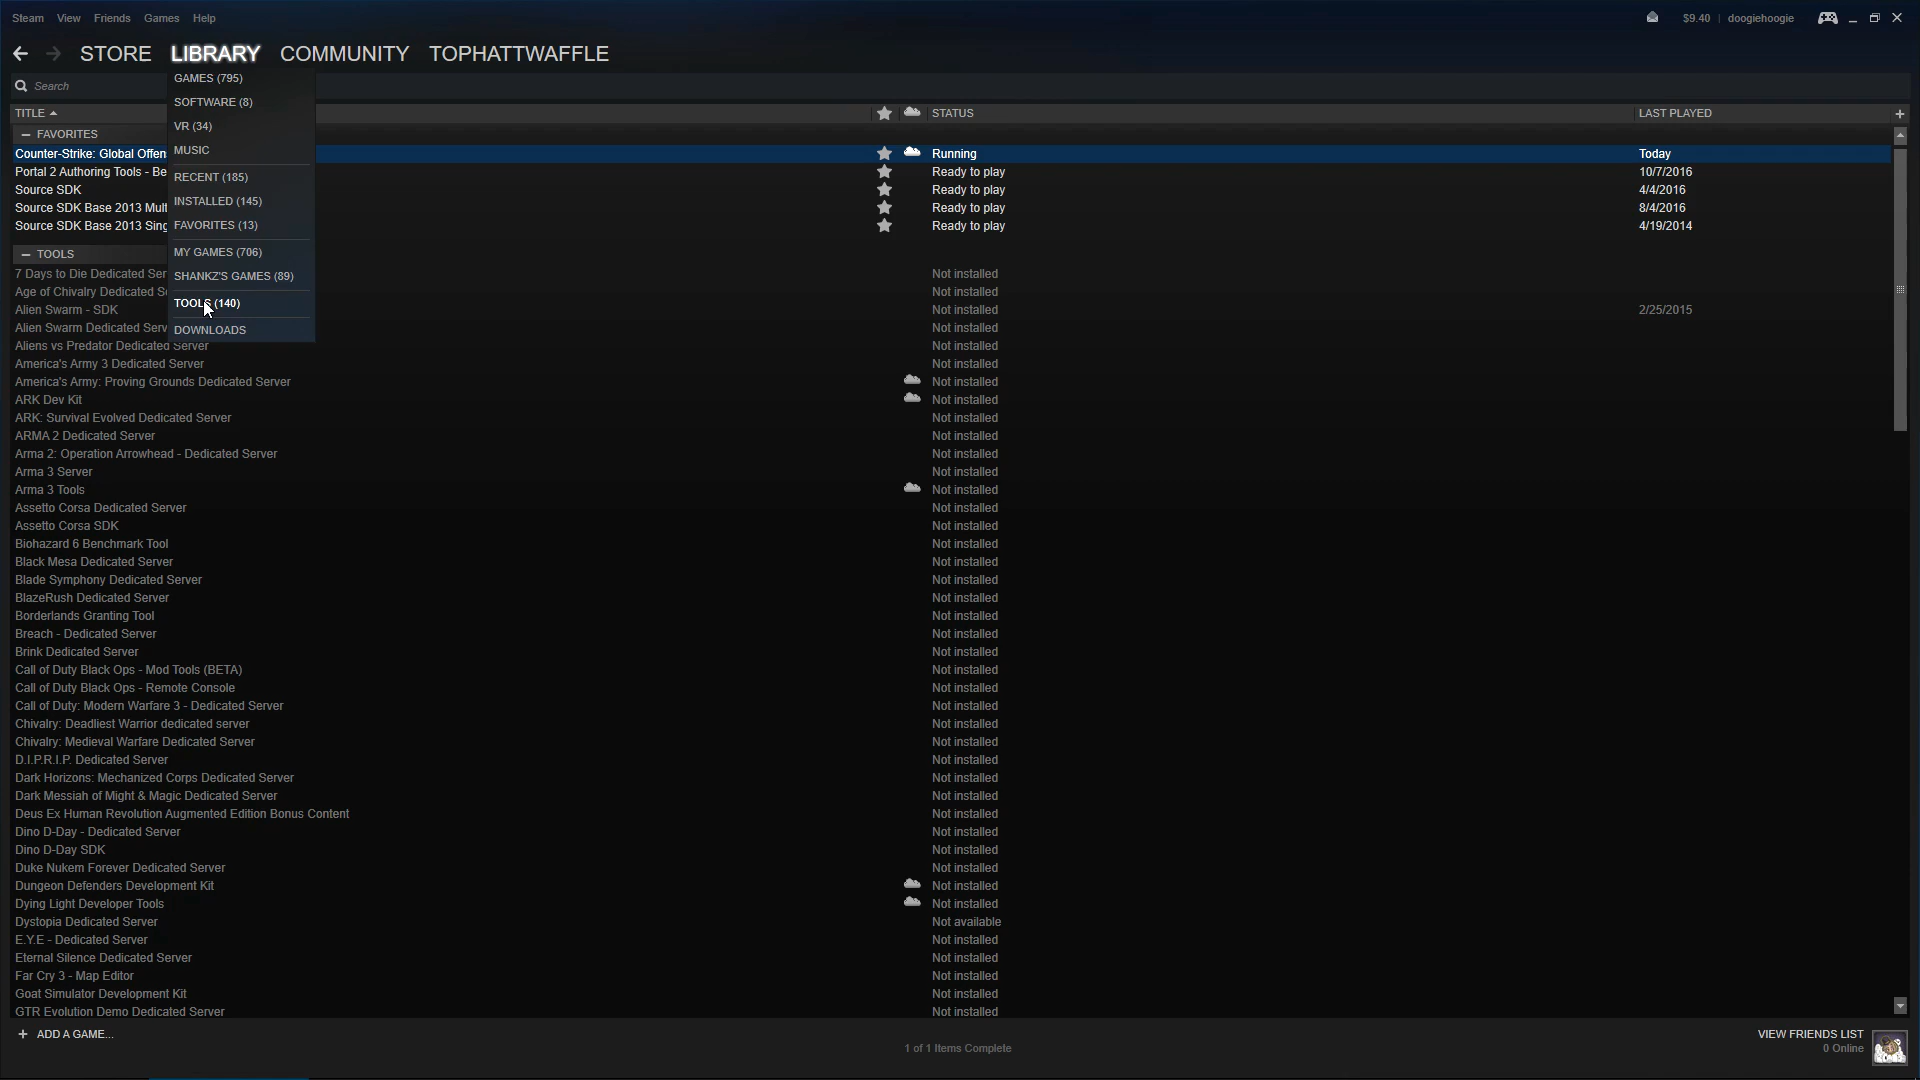 Steam View Friends Games Help
$9.40 | doogiehoogie
STORE LIBRARY COMMUNITY TOPHATTWAFFLE
Search
GAMES (795)
SOFTWARE (8)
VR (34)
MUSIC
RECENT (185)
INSTALLED (145)
FAVORITES (13)
MY GAMES (706)
SHANKZ'S GAMES (89)
TOOLS (140)
DOWNLOADS
TITLE STATUS LAST PLAYED
FAVORITES
Counter-Strike: Global Offen Running Today
Portal 2 Authoring Tools - Be Ready to play 10/7/2016
Source SDK Ready to play 4/4/2016
Source SDK Base 2013 Mult Ready to play 8/4/2016
Source SDK Base 2013 Sing Ready to play 4/19/2014
TOOLS
7 Days to Die Dedicated Ser Not installed
Age of Chivalry Dedicated S Not installed
Alien Swarm - SDK Not installed 2/25/2015
Alien Swarm Dedicated Serv Not installed
Aliens vs Predator Dedicated Server Not installed
America's Army 3 Dedicated Server Not installed
America's Army: Proving Grounds Dedicated Server Not installed
ARK Dev Kit Not installed
ARK: Survival Evolved Dedicated Server Not installed
ARMA 2 Dedicated Server Not installed
Arma 2: Operation Arrowhead - Dedicated Server Not installed
Arma 3 Server Not installed
Arma 3 Tools Not installed
Assetto Corsa Dedicated Server Not installed
Assetto Corsa SDK Not installed
Biohazard 6 Benchmark Tool Not installed
Black Mesa Dedicated Server Not installed
Blade Symphony Dedicated Server Not installed
BlazeRush Dedicated Server Not installed
Borderlands Granting Tool Not installed
Breach - Dedicated Server Not installed
Brink Dedicated Server Not installed
Call of Duty Black Ops - Mod Tools (BETA) Not installed
Call of Duty Black Ops - Remote Console Not installed
Call of Duty: Modern Warfare 3 - Dedicated Server Not installed
Chivalry: Deadliest Warrior dedicated server Not installed
Chivalry: Medieval Warfare Dedicated Server Not installed
D.I.P.R.I.P. Dedicated Server Not installed
Dark Horizons: Mechanized Corps Dedicated Server Not installed
Dark Messiah of Might & Magic Dedicated Server Not installed
Deus Ex Human Revolution Augmented Edition Bonus Content Not installed
Dino D-Day - Dedicated Server Not installed
Dino D-Day SDK Not installed
Duke Nukem Forever Dedicated Server Not installed
Dungeon Defenders Development Kit Not installed
Dying Light Developer Tools Not installed
Dystopia Dedicated Server Not available
E.Y.E - Dedicated Server Not installed
Eternal Silence Dedicated Server Not installed
Far Cry 3 - Map Editor Not installed
Goat Simulator Development Kit Not installed
GTR Evolution Demo Dedicated Server Not installed
+ ADD A GAME...
1 of 1 Items Complete
VIEW FRIENDS LIST
0 Online